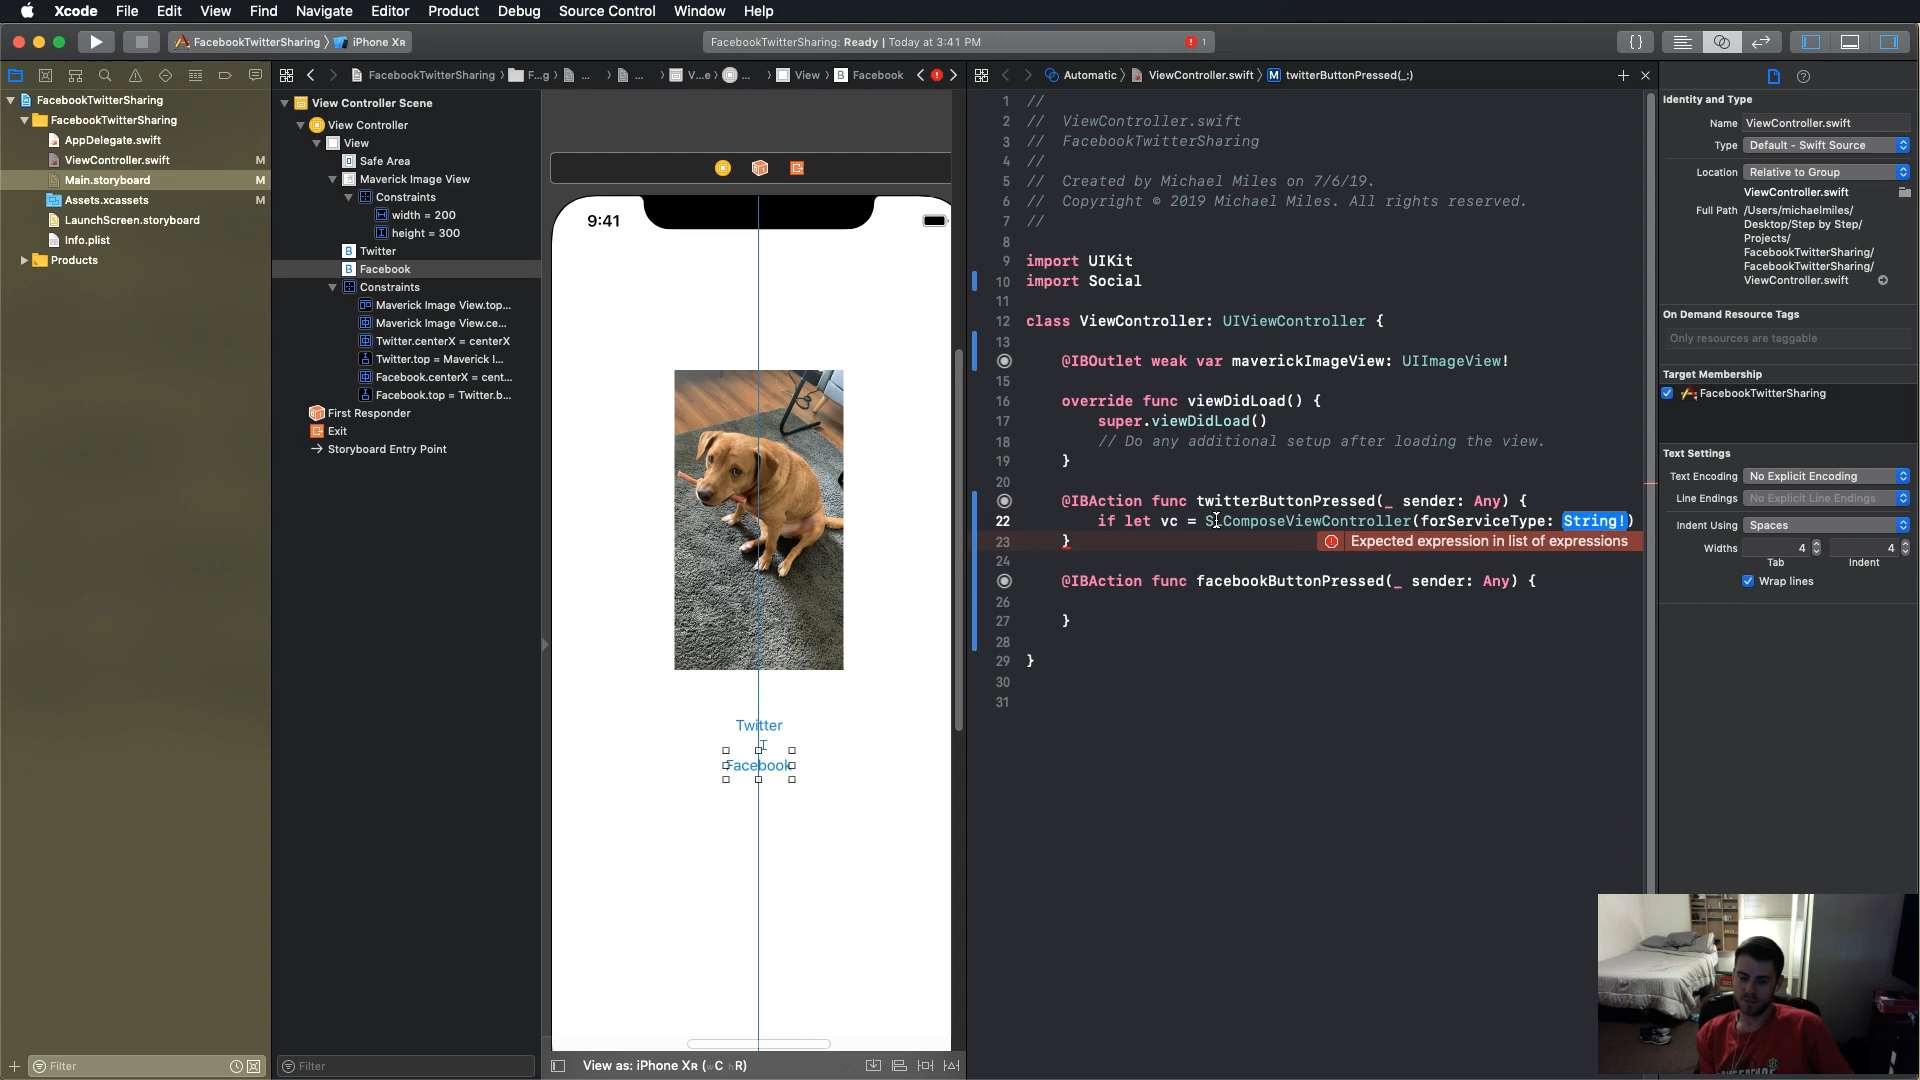 Xcode File Edit View Find Navigate Editor Product Debug Source Control Window Help
FacebookTwitterSharing iPhone XR
FacebookTwitterSharing: Ready | Today at 3:41 PM
1
FacebookTwitterSharing F...g ... ... V...e ... View B Facebook
Automatic ViewController.swift M twitterButtonPressed(_:)
FacebookTwitterSharing
FacebookTwitterSharing
AppDelegate.swift
ViewController.swift M
Main.storyboard M
Assets.xcassets M
LaunchScreen.storyboard
Info.plist
Products
Filter
View Controller Scene
View Controller
View
Safe Area
Maverick Image View
Constraints
width = 200
height = 300
B Twitter
B Facebook
Constraints
Maverick Image View.top...
Maverick Image View.ce...
Twitter.centerX = centerX
Twitter.top = Maverick I...
Facebook.centerX = cent...
Facebook.top = Twitter.b...
First Responder
Exit
Storyboard Entry Point
Filter
9:41
Twitter
Facebook
View as: iPhone XR (wC hR)
1 //
2 // ViewController.swift
3 // FacebookTwitterSharing
4 //
5 // Created by Michael Miles on 7/6/19.
6 // Copyright © 2019 Michael Miles. All rights reserved.
7 //
8
9 import UIKit
10 import Social
11
12 class ViewController: UIViewController {
13
@IBOutlet weak var maverickImageView: UIImageView!
15
16 override func viewDidLoad() {
17 super.viewDidLoad()
18 // Do any additional setup after loading the view.
19 }
20
@IBAction func twitterButtonPressed(_ sender: Any) {
22 if let vc = SLComposeViewController(forServiceType: String!)
23 } Expected expression in list of expressions
24
@IBAction func facebookButtonPressed(_ sender: Any) {
26
27 }
28
29 }
30
31
Identity and Type
Name ViewController.swift
Type Default - Swift Source
Location Relative to Group
ViewController.swift
Full Path /Users/michaelmiles/
Desktop/Step by Step/
Projects/
FacebookTwitterSharing/
FacebookTwitterSharing/
ViewController.swift
On Demand Resource Tags
Only resources are taggable
Target Membership
FacebookTwitterSharing
Text Settings
Text Encoding No Explicit Encoding
Line Endings No Explicit Line Endings
Indent Using Spaces
Widths 4 4
Tab Indent
Wrap lines